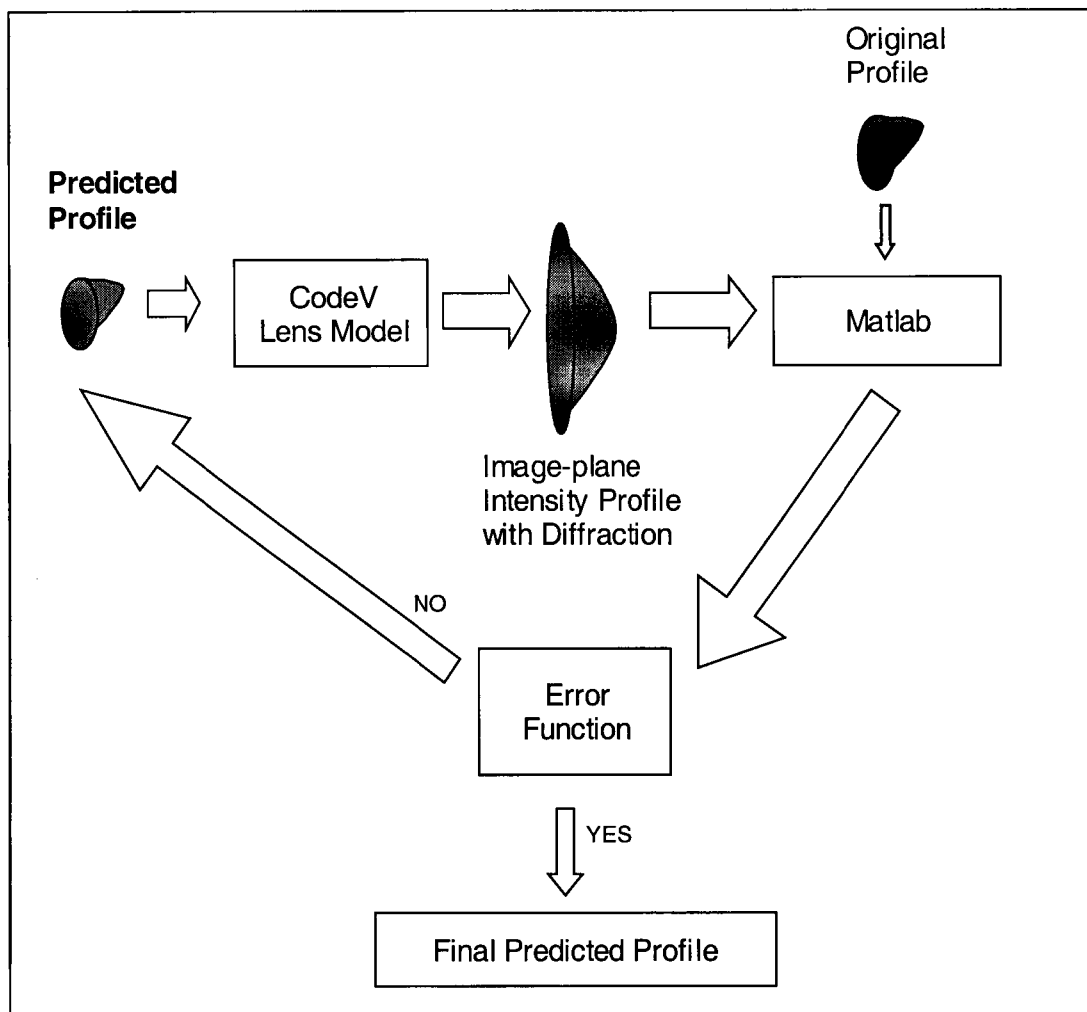 Original
Profile
Predicted
Profile
CodeV
Lens Model
Matlab
Image-plane
Intensity Profile
with Diffraction
NO
Error
Function
YES
Final Predicted Profile